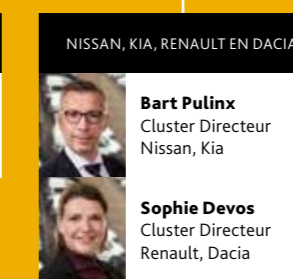 NISSAN, KIA, RENAULT EN DACIA
Bart Pulinx
Cluster Directeur
Nissan, Kia
Sophie Devos
Cluster Directeur
Renault, Dacia